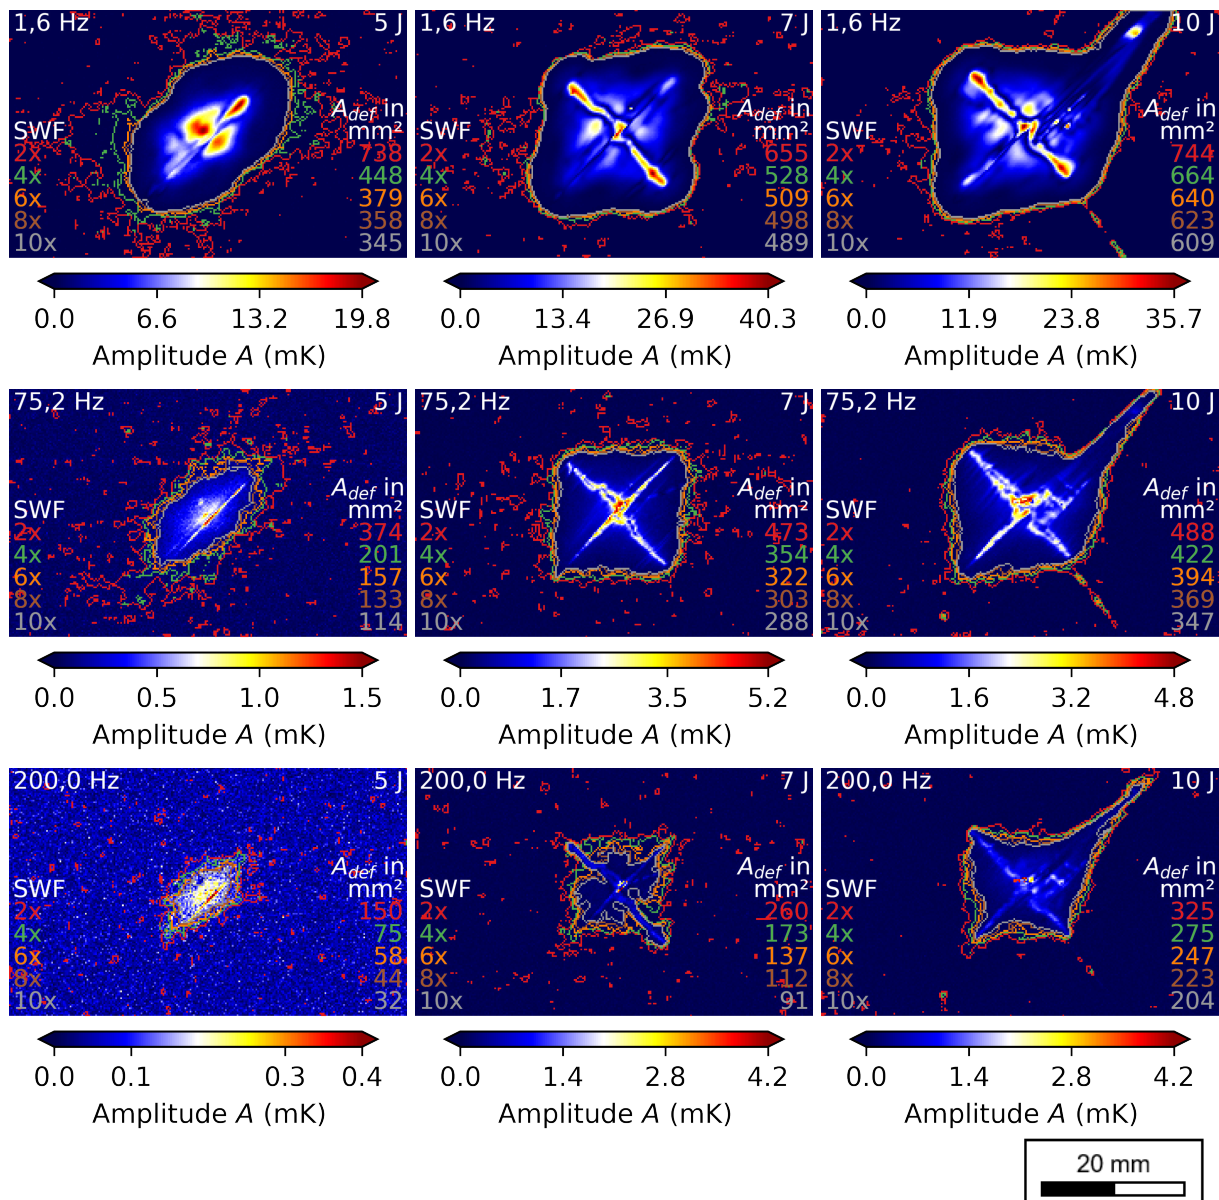 1,6 Hz 5 J
A_def in
SWF mm²
2x 738
4x 448
6x 379
8x 358
10x 345
0.0 6.6 13.2 19.8
Amplitude A (mK)
1,6 Hz 7 J
A_def in
SWF mm²
2x 655
4x 528
6x 509
8x 498
10x 489
0.0 13.4 26.9 40.3
Amplitude A (mK)
1,6 Hz 10 J
A_def in
SWF mm²
2x 744
4x 664
6x 640
8x 623
10x 609
0.0 11.9 23.8 35.7
Amplitude A (mK)
75,2 Hz 5 J
A_def in
SWF mm²
2x 374
4x 201
6x 157
8x 133
10x 114
0.0 0.5 1.0 1.5
Amplitude A (mK)
75,2 Hz 7 J
A_def in
SWF mm²
2x 473
4x 354
6x 322
8x 303
10x 288
0.0 1.7 3.5 5.2
Amplitude A (mK)
75,2 Hz 10 J
A_def in
SWF mm²
2x 488
4x 422
6x 394
8x 369
10x 347
0.0 1.6 3.2 4.8
Amplitude A (mK)
200,0 Hz 5 J
A_def in
SWF mm²
2x 150
4x 75
6x 58
8x 44
10x 32
0.0 0.1 0.3 0.4
Amplitude A (mK)
200,0 Hz 7 J
A_def in
SWF mm²
2x 260
4x 173
6x 137
8x 112
10x 91
0.0 1.4 2.8 4.2
Amplitude A (mK)
200,0 Hz 10 J
A_def in
SWF mm²
2x 325
4x 275
6x 247
8x 223
10x 204
0.0 1.4 2.8 4.2
Amplitude A (mK)
20 mm